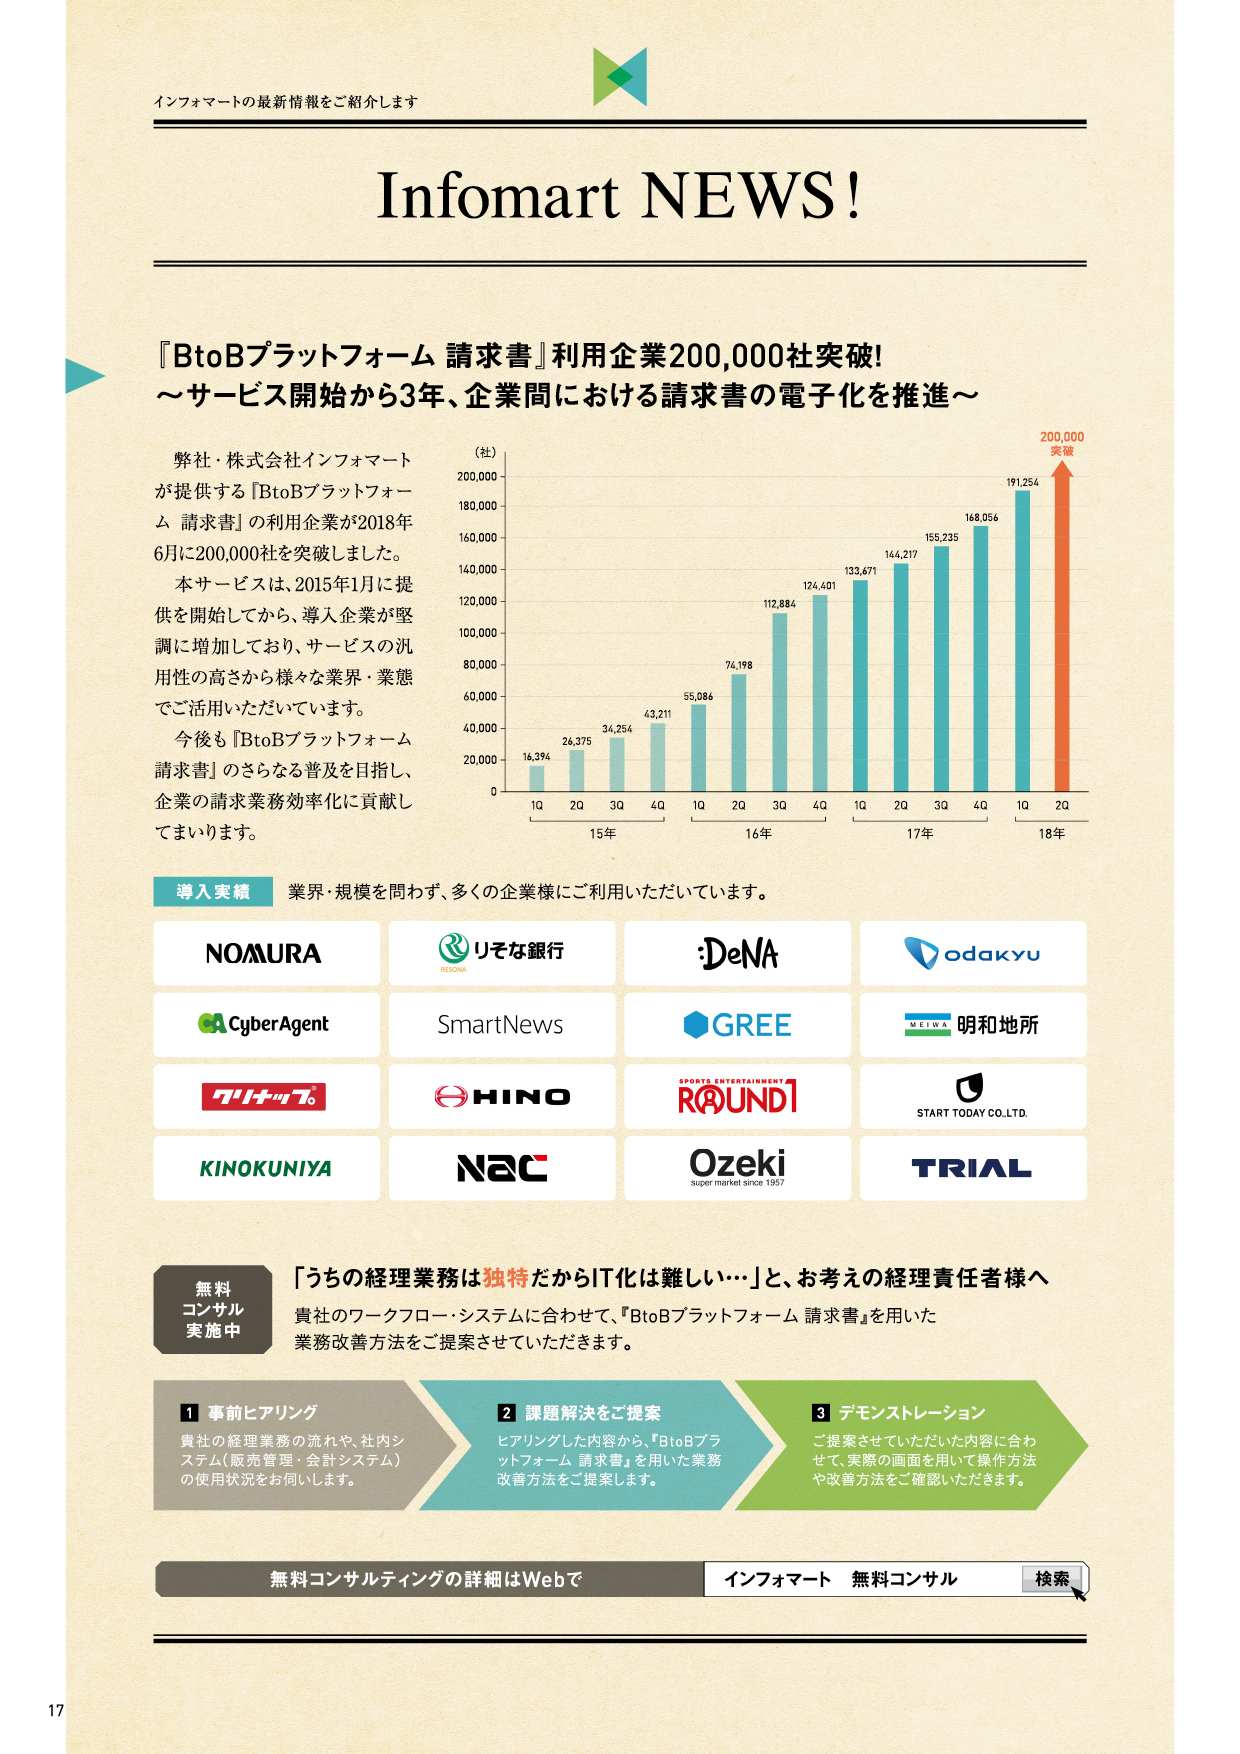 インフォマートの最新情報をご紹介します
Infomart NEWS!
『BtoBプラットフォーム 請求書』利用企業200,000社突破!
〜サービス開始から3年、企業間における請求書の電子化を推進〜
弊社・株式会社インフォマート
が提供する『BtoBプラットフォー
ム 請求書』の利用企業が2018年
6月に200,000社を突破しました。
本サービスは、2015年1月に提
供を開始してから、導入企業が堅
調に増加しており、サービスの汎
用性の高さから様々な業界・業態
でご活用いただいています。
今後も『BtoBプラットフォーム
請求書』のさらなる普及を目指し、
企業の請求業務効率化に貢献し
てまいります。
(社)
200,000
180,000
160,000
140,000
120,000
100,000
80,000
60,000
40,000
20,000
0
16,394
26,375
34,254
43,211
55,086
74,198
112,884
124,401
133,671
144,217
155,235
168,056
191,254
200,000
突破
1Q 2Q 3Q 4Q 1Q 2Q 3Q 4Q 1Q 2Q 3Q 4Q 1Q 2Q
15年 16年 17年 18年
導入実績 業界・規模を問わず、多くの企業様にご利用いただいています。
NOMURA
りそな銀行
RESONA
:DeNA
odakyu
CA CyberAgent
SmartNews
GREE
MEIWA 明和地所
クリナップ®
HINO
SPORTS ENTERTAINMENT
ROUND1
START TODAY CO.,LTD.
KINOKUNIYA
Nac
Ozeki
super market since 1957
TRIAL
無料
コンサル
実施中
「うちの経理業務は独特だからIT化は難しい…」と、お考えの経理責任者様へ
貴社のワークフロー・システムに合わせて、『BtoBプラットフォーム 請求書』を用いた
業務改善方法をご提案させていただきます。
1 事前ヒアリング
貴社の経理業務の流れや、社内シ
ステム(販売管理・会計システム)
の使用状況をお伺いします。
2 課題解決をご提案
ヒアリングした内容から、『BtoBプラ
ットフォーム 請求書』を用いた業務
改善方法をご提案します。
3 デモンストレーション
ご提案させていただいた内容に合わ
せて、実際の画面を用いて操作方法
や改善方法をご確認いただきます。
無料コンサルティングの詳細はWebで
インフォマート 無料コンサル 検索
17